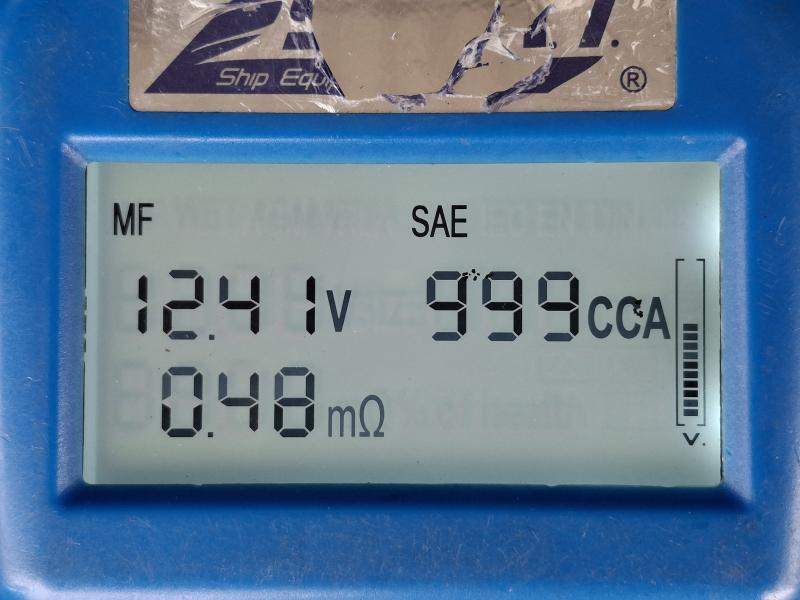 Ship Equi
®
MF SAE
12.41V 999CCA
0.48mΩ
V.